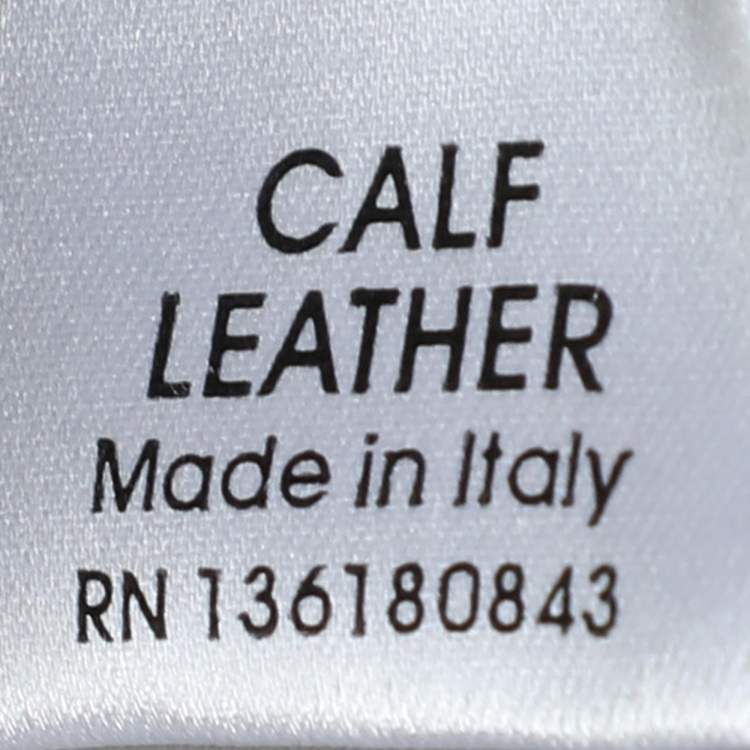 CALF
LEATHER
Made in Italy
RN 136180843